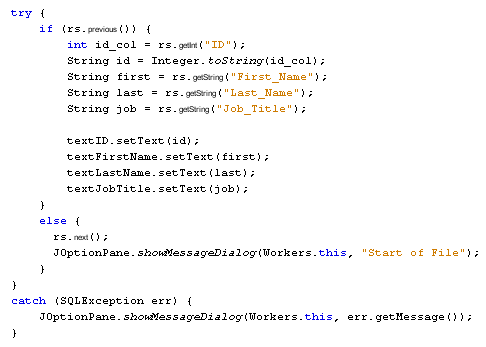 try {
if (rs.previous()) {
int id_col = rs.getInt("ID");
String id = Integer.toString(id_col);
String first = rs.getString("First_Name");
String last = rs.getString("Last_Name");
String job = rs.getString("Job_Title");
textID.setText(id);
textFirstName.setText(first);
textLastName.setText(last);
textJobTitle.setText(job);
}
else {
rs.next();
JOptionPane.showMessageDialog(Workers.this, "Start of File");
}
}
catch (SQLException err) {
JOptionPane.showMessageDialog(Workers.this, err.getMessage());
}